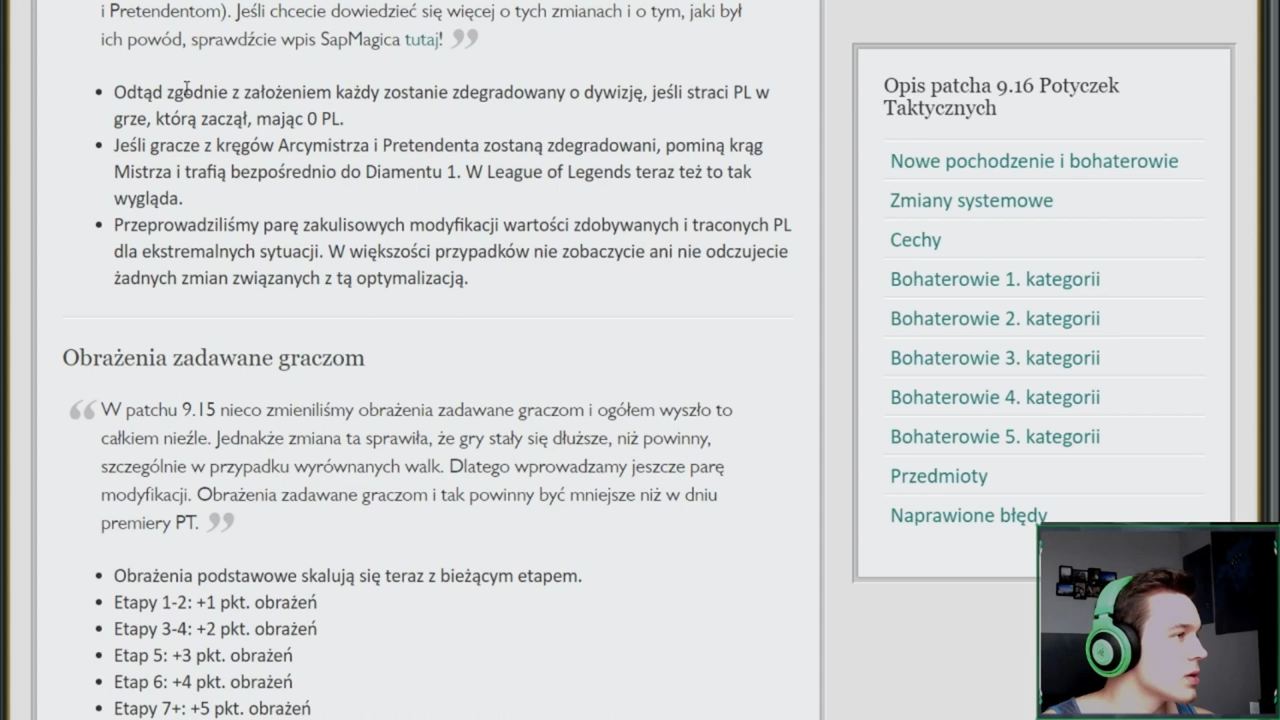 i Pretendentom). Jeśli chcecie dowiedzieć się więcej o tych zmianach i o tym, jaki był
ich powód, sprawdźcie wpis SapMagica tutaj!
• Odtąd zgodnie z założeniem każdy zostanie zdegradowany o dywizję, jeśli straci PL w
grze, którą zaczął, mając 0 PL.
• Jeśli gracze z kręgów Arcymistrza i Pretendenta zostaną zdegradowani, pominą krąg
Mistrza i trafią bezpośrednio do Diamentu 1. W League of Legends teraz też to tak
wygląda.
• Przeprowadziliśmy parę zakulisowych modyfikacji wartości zdobywanych i traconych PL
dla ekstremalnych sytuacji. W większości przypadków nie zobaczycie ani nie odczujecie
żadnych zmian związanych z tą optymalizacją.
Obrażenia zadawane graczom
W patchu 9.15 nieco zmieniliśmy obrażenia zadawane graczom i ogółem wyszło to
całkiem nieźle. Jednakże zmiana ta sprawiła, że gry stały się dłuższe, niż powinny,
szczególnie w przypadku wyrównanych walk. Dlatego wprowadzamy jeszcze parę
modyfikacji. Obrażenia zadawane graczom i tak powinny być mniejsze niż w dniu
premiery PT.
• Obrażenia podstawowe skalują się teraz z bieżącym etapem.
• Etapy 1-2: +1 pkt. obrażeń
• Etapy 3-4: +2 pkt. obrażeń
• Etap 5: +3 pkt. obrażeń
• Etap 6: +4 pkt. obrażeń
• Etapy 7+: +5 pkt. obrażeń
Opis patcha 9.16 Potyczek
Taktycznych
Nowe pochodzenie i bohaterowie
Zmiany systemowe
Cechy
Bohaterowie 1. kategorii
Bohaterowie 2. kategorii
Bohaterowie 3. kategorii
Bohaterowie 4. kategorii
Bohaterowie 5. kategorii
Przedmioty
Naprawione błędy